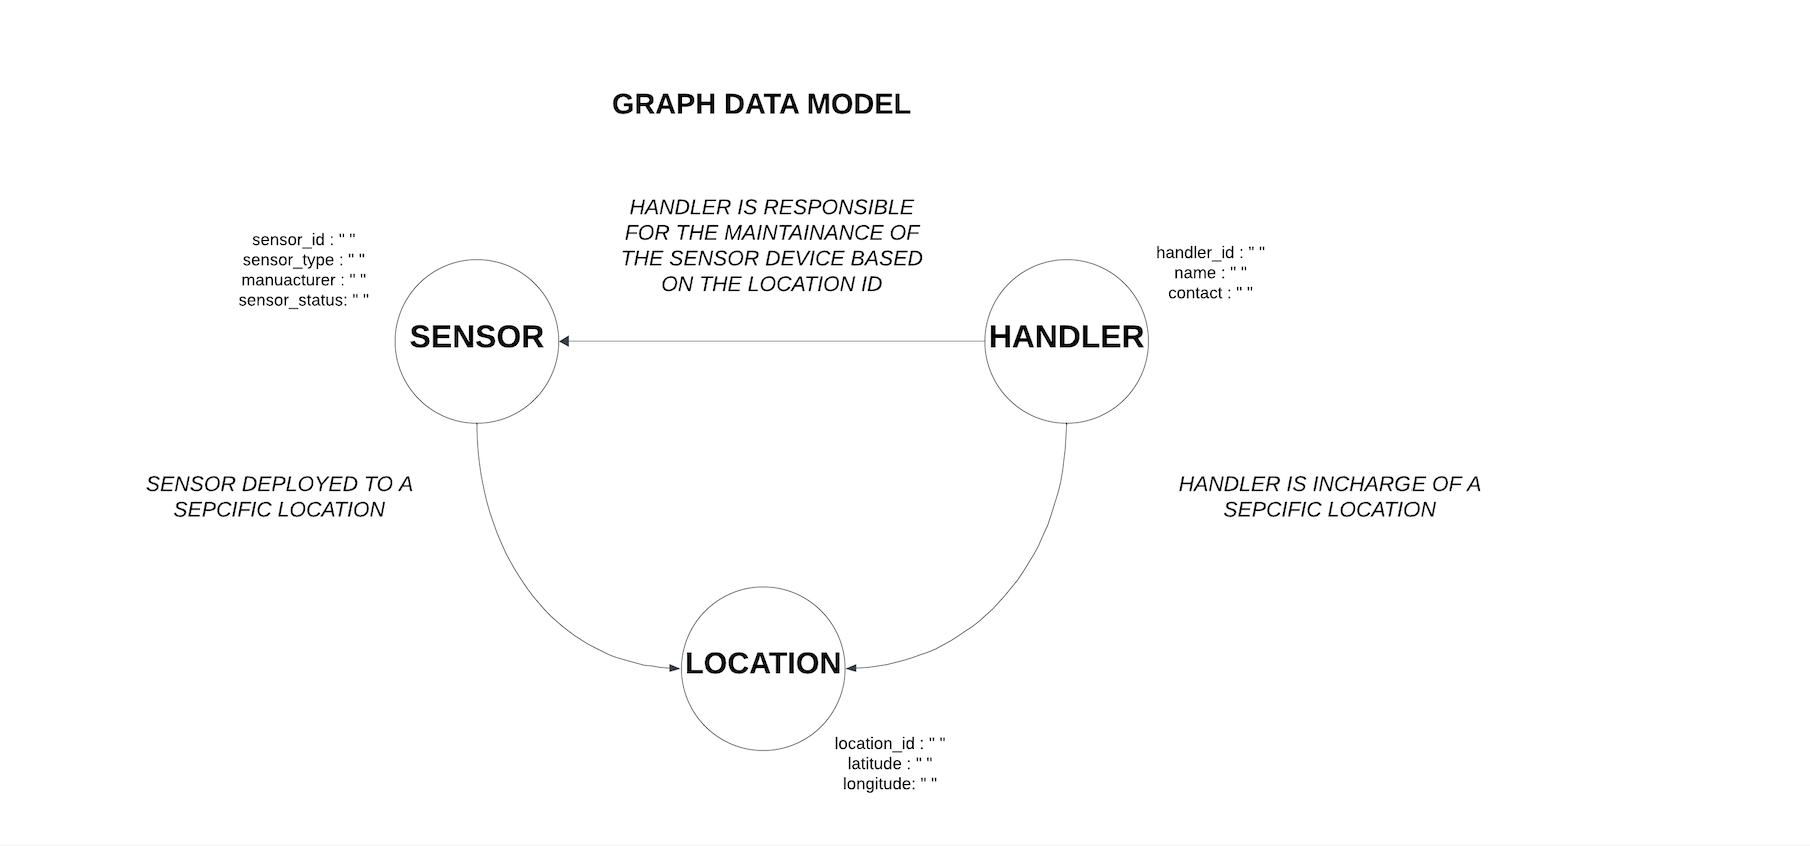 GRAPH DATA MODEL
HANDLER IS RESPONSIBLE
FOR THE MAINTAINANCE OF
THE SENSOR DEVICE BASED
ON THE LOCATION ID
sensor_id : " "
sensor_type : " "
manuacturer : " "
sensor_status: " "
handler_id : " "
name : " "
contact : " "
SENSOR
HANDLER
SENSOR DEPLOYED TO A
SEPCIFIC LOCATION
HANDLER IS INCHARGE OF A
SEPCIFIC LOCATION
LOCATION
location_id : " "
latitude : " "
longitude: " "